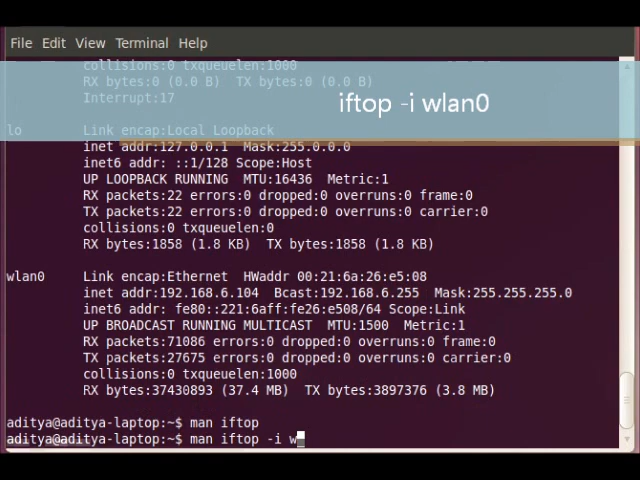 File Edit View Terminal Help
collisions:0 txqueuelen:1000
RX bytes:0 (0.0 B) TX bytes:0 (0.0 B)
Interrupt:17
iftop -i wlan0
lo Link encap:Local Loopback
inet addr:127.0.0.1 Mask:255.0.0.0
inet6 addr: ::1/128 Scope:Host
UP LOOPBACK RUNNING MTU:16436 Metric:1
RX packets:22 errors:0 dropped:0 overruns:0 frame:0
TX packets:22 errors:0 dropped:0 overruns:0 carrier:0
collisions:0 txqueuelen:0
RX bytes:1858 (1.8 KB) TX bytes:1858 (1.8 KB)
wlan0 Link encap:Ethernet HWaddr 00:21:6a:26:e5:08
inet addr:192.168.6.104 Bcast:192.168.6.255 Mask:255.255.255.0
inet6 addr: fe80::221:6aff:fe26:e508/64 Scope:Link
UP BROADCAST RUNNING MULTICAST MTU:1500 Metric:1
RX packets:71086 errors:0 dropped:0 overruns:0 frame:0
TX packets:27675 errors:0 dropped:0 overruns:0 carrier:0
collisions:0 txqueuelen:1000
RX bytes:37430893 (37.4 MB) TX bytes:3897376 (3.8 MB)
aditya@aditya-laptop:~$ man iftop
aditya@aditya-laptop:~$ man iftop -i w